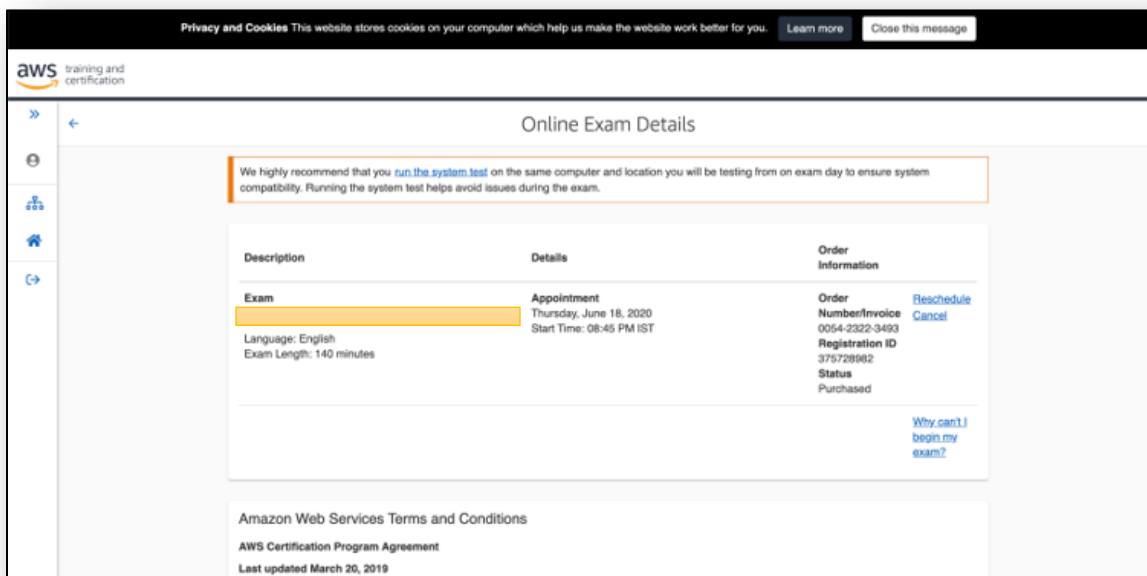 Privacy and Cookies This website stores cookies on your computer which help us make the website work better for you.
Learn more
Close this message
aws training and
certification
Online Exam Details
We highly recommend that you run the system test on the same computer and location you will be testing from on exam day to ensure system
compatibility. Running the system test helps avoid issues during the exam.
Description
Details
Order
Information
Exam
Language: English
Exam Length: 140 minutes
Appointment
Thursday, June 18, 2020
Start Time: 08:45 PM IST
Order
Number/Invoice
0054-2322-3493
Registration ID
375728982
Status
Purchased
Reschedule
Cancel
Why can't I
begin my
exam?
Amazon Web Services Terms and Conditions
AWS Certification Program Agreement
Last updated March 20, 2019